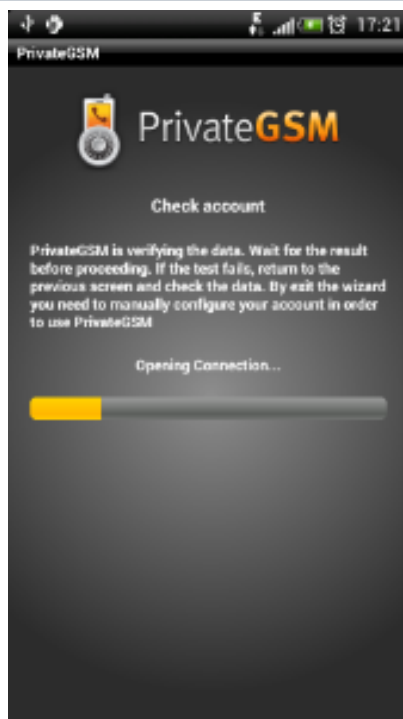 17:21
PrivateGSM
PrivateGSM
Check account
PrivateGSM is verifying the data. Wait for the result
before proceeding. If the test fails, return to the
previous screen and check the data. By exit the wizard
you need to manually configure your account in order
to use PrivateGSM
Opening Connection...